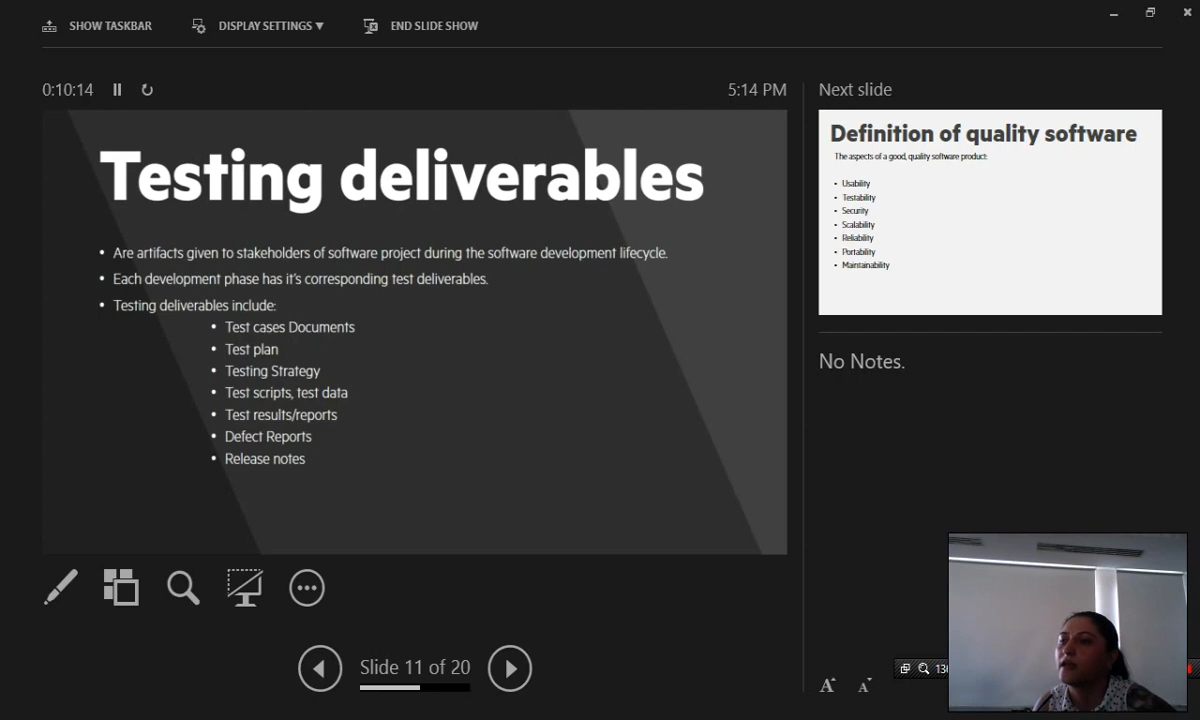 SHOW TASKBAR
DISPLAY SETTINGS ▼
END SLIDE SHOW
0:10:14
5:14 PM
Next slide
Testing deliverables
• Are artifacts given to stakeholders of software project during the software development lifecycle.
• Each development phase has it's corresponding test deliverables.
• Testing deliverables include:
• Test cases Documents
• Test plan
• Testing Strategy
• Test scripts, test data
• Test results/reports
• Defect Reports
• Release notes
Definition of quality software
The aspects of a good, quality software product:
• Usability
• Testability
• Security
• Scalability
• Reliability
• Portability
• Maintainability
No Notes.
Slide 11 of 20
A A